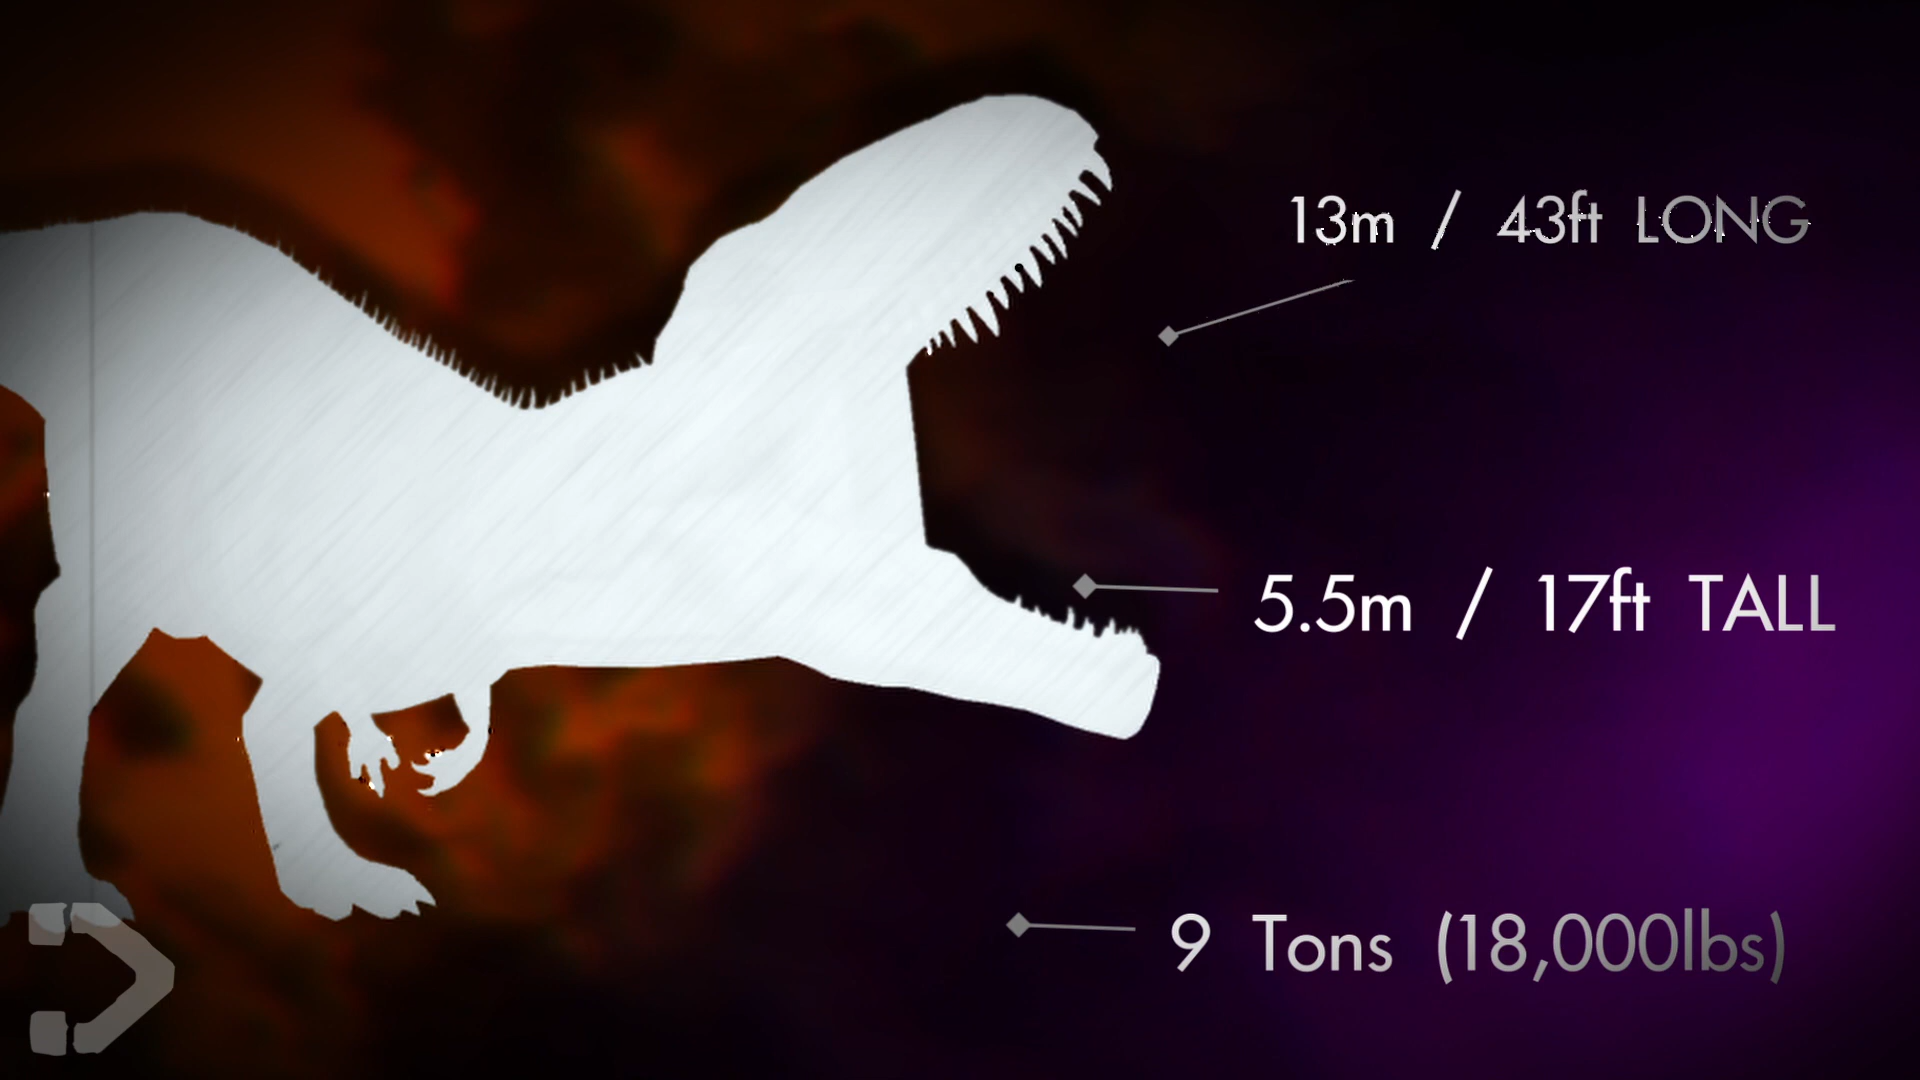 13m / 43ft LONG
5.5m / 17ft TALL
9 Tons (18,000lbs)